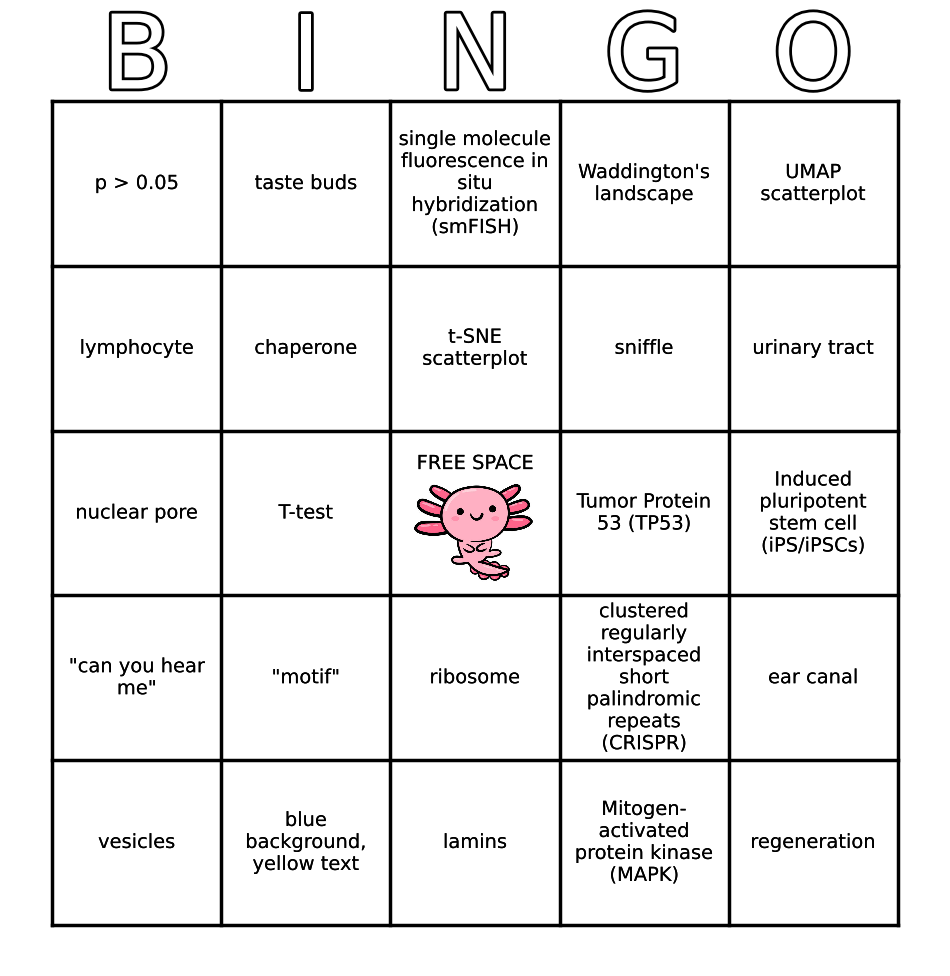 B I N G O
p > 0.05
taste buds
single molecule
fluorescence in
situ
hybridization
(smFISH)
Waddington's
landscape
UMAP
scatterplot
lymphocyte
chaperone
t-SNE
scatterplot
sniffle
urinary tract
nuclear pore
T-test
FREE SPACE
Tumor Protein
53 (TP53)
Induced
pluripotent
stem cell
(iPS/iPSCs)
"can you hear
me"
"motif"
ribosome
clustered
regularly
interspaced
short
palindromic
repeats
(CRISPR)
ear canal
vesicles
blue
background,
yellow text
lamins
Mitogen-
activated
protein kinase
(MAPK)
regeneration